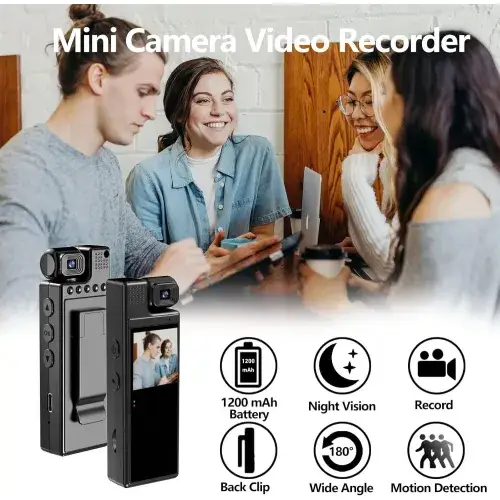 Mini Camera Video Recorder
OK
1200
mAh
1200 mAh
Battery
Night Vision
Record
Back Clip
180°
Wide Angle
Motion Detection